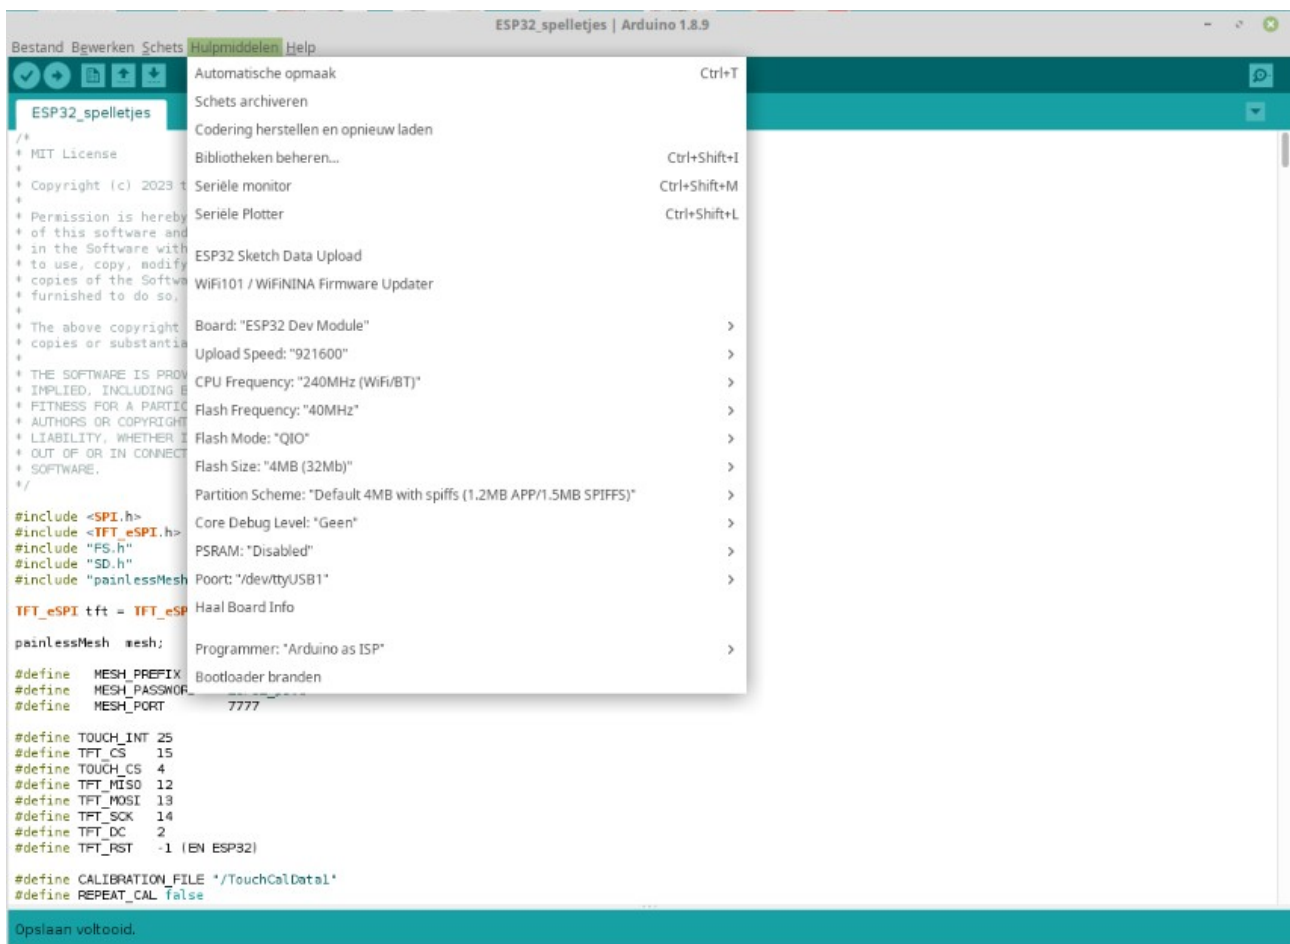 ESP32_spelletjes | Arduino 1.8.9
Bestand Bewerken Schets Hulpmiddelen Help
ESP32_spelletjes
Automatische opmaak Ctrl+T
Schets archiveren
Codering herstellen en opnieuw laden
Bibliotheken beheren... Ctrl+Shift+I
Seriële monitor Ctrl+Shift+M
Seriële Plotter Ctrl+Shift+L
ESP32 Sketch Data Upload
WiFi101 / WiFiNINA Firmware Updater
Board: "ESP32 Dev Module"
Upload Speed: "921600"
CPU Frequency: "240MHz (WiFi/BT)"
Flash Frequency: "40MHz"
Flash Mode: "QIO"
Flash Size: "4MB (32Mb)"
Partition Scheme: "Default 4MB with spiffs (1.2MB APP/1.5MB SPIFFS)"
Core Debug Level: "Geen"
PSRAM: "Disabled"
Poort: "/dev/ttyUSB1"
Haal Board Info
Programmer: "Arduino as ISP"
Bootloader branden
/*
* MIT License
*
* Copyright (c) 2023 t
*
* Permission is hereby
* of this software and
* in the Software with
* to use, copy, modify
* copies of the Softwa
* furnished to do so,
*
* The above copyright
* copies or substantia
*
* THE SOFTWARE IS PROV
* IMPLIED, INCLUDING B
* FITNESS FOR A PARTIC
* AUTHORS OR COPYRIGHT
* LIABILITY, WHETHER I
* OUT OF OR IN CONNECT
* SOFTWARE.
*/
#include <SPI.h>
#include <TFT_eSPI.h>
#include "FS.h"
#include "SD.h"
#include "painlessMesh
TFT_eSPI tft = TFT_eSP
painlessMesh mesh;
#define MESH_PREFIX
#define MESH_PASSWOR
#define MESH_PORT 7777
#define TOUCH_INT 25
#define TFT_CS 15
#define TOUCH_CS 4
#define TFT_MISO 12
#define TFT_MOSI 13
#define TFT_SCK 14
#define TFT_DC 2
#define TFT_RST -1 (EN ESP32)
#define CALIBRATION_FILE "/TouchCalData1"
#define REPEAT_CAL false
Opslaan voltooid.